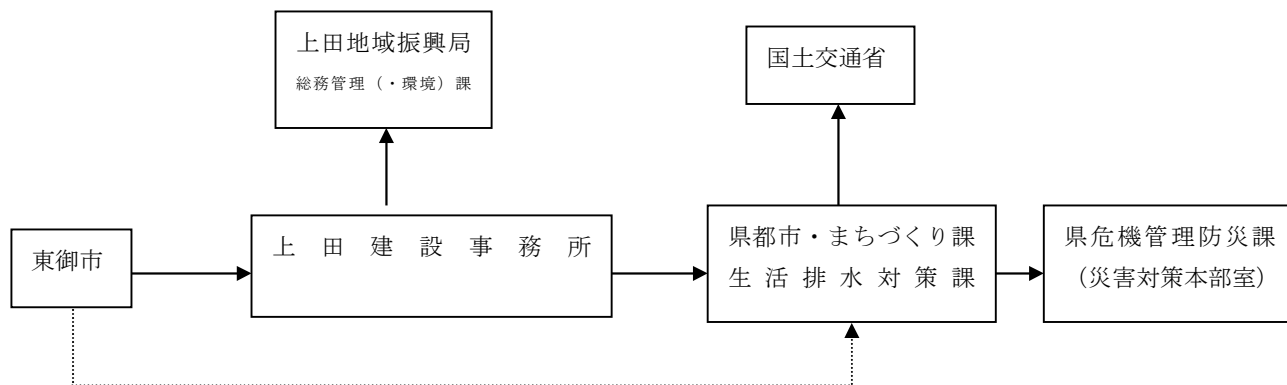 上田地域振興局
総務管理（・環境）課
国土交通省
東御市
上田建設事務所
県都市・まちづくり課
生活排水対策課
県危機管理防災課
（災害対策本部室）